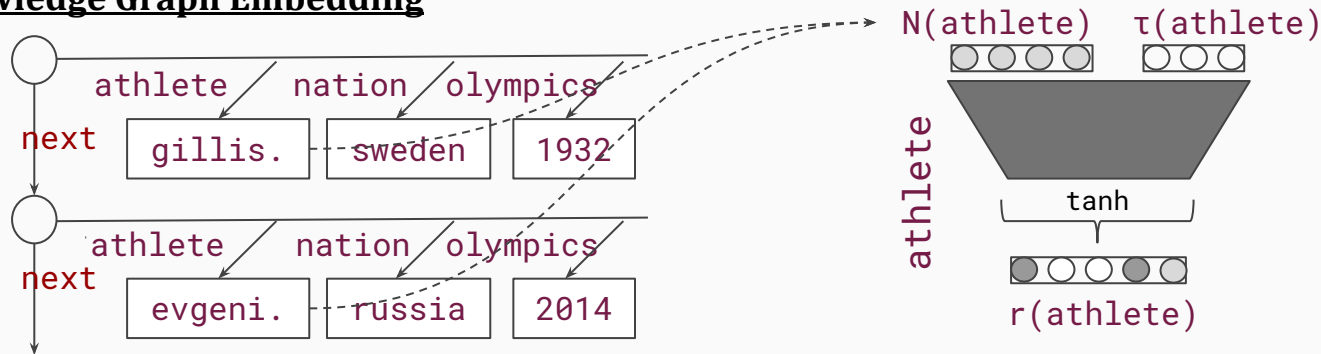 Graph Embedding
athlete nation olympics
next
gillis. sweden 1932
athlete nation olympics
next
evgeni. russia 2014
N(athlete) τ(athlete)
athlete
tanh
r(athlete)